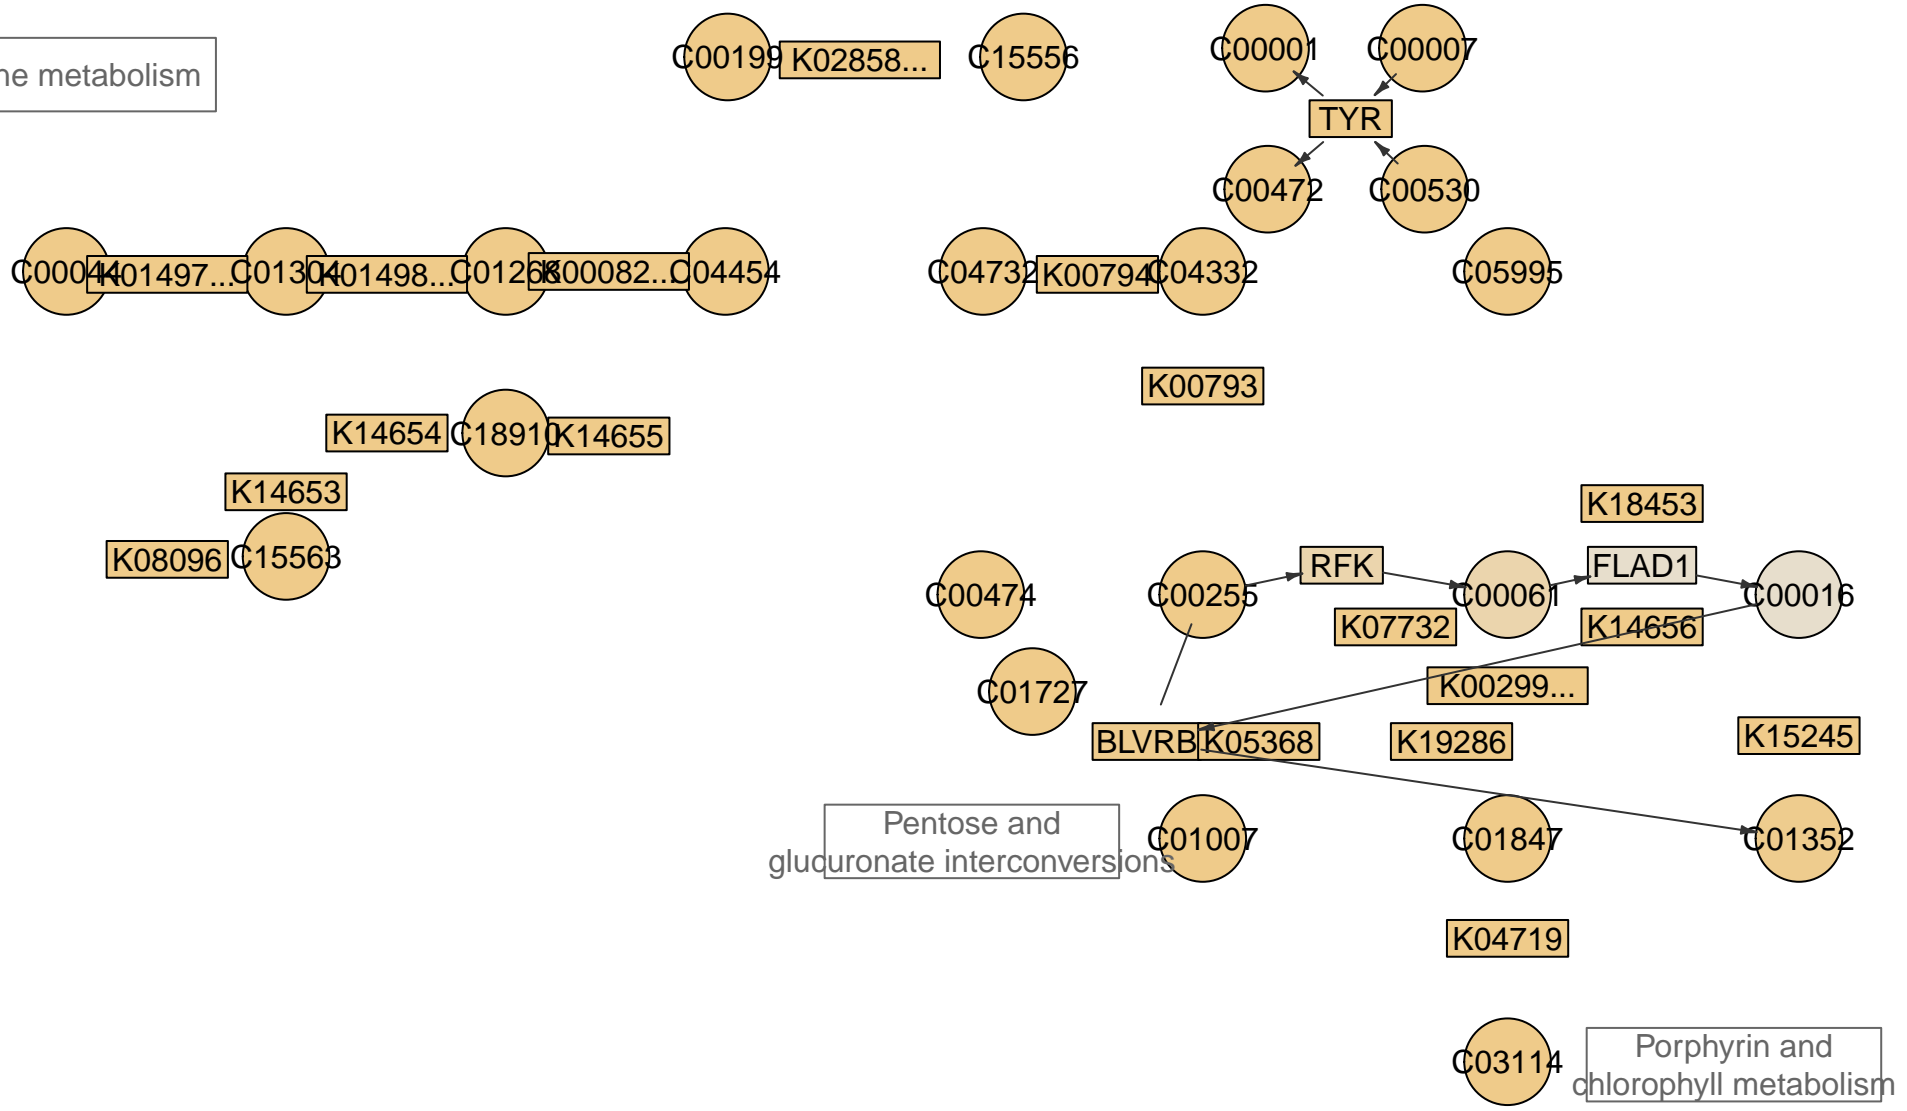 C00199 K02858... C15556 C00001 C00007
ne metabolism
TYR
C00472 C00530
C00044 K01497... C01304 K01498... C01268 K00082... C04454 C04732 K00794 C04332 C05995
K00793
K14654 C18910 K14655
K14653
K18453
K08096 C15563
RFK FLAD1
C00474 C00255 C00061 C00016
K07732 K14656
C01727 K00299...
BLVRB K05368 K19286 K15245
Pentose and
glucuronate interconversions
C01007 C01847 C01352
K04719
C03114
Porphyrin and
chlorophyll metabolism